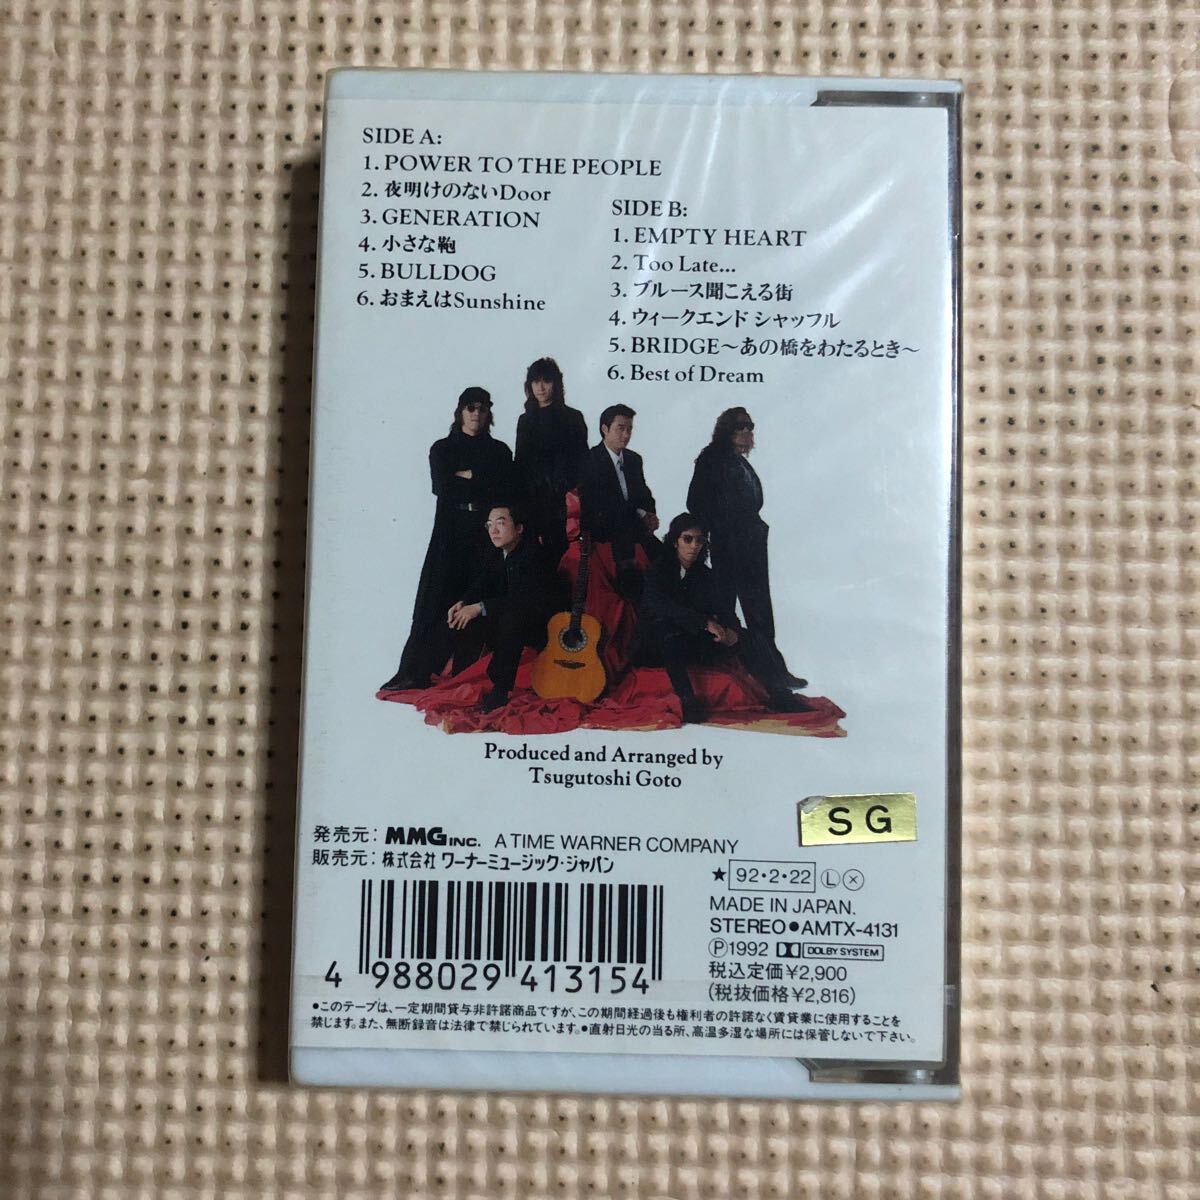 SIDE A:
1. POWER TO THE PEOPLE
2. 夜明けのないDoor
3. GENERATION
4. 小さな鞄
5. BULLDOG
6. おまえはSunshine
SIDE B:
1. EMPTY HEART
2. Too Late...
3. ブルース聞こえる街
4. ウィークエンド シャッフル
5. BRIDGE〜あの橋をわたるとき〜
6. Best of Dream
Produced and Arranged by
Tsugutoshi Goto
SG
発売元: MMG INC. A TIME WARNER COMPANY
販売元: 株式会社 ワーナーミュージック・ジャパン
★ 92・2・22 Ⓛ ⓧ
MADE IN JAPAN.
STEREO●AMTX-4131
Ⓟ1992 DOLBY SYSTEM
税込定価¥2,900
(税抜価格¥2,816)
4 988029 413154
●このテープは、一定期間貸与非許諾商品ですが、この期間経過後も権利者の許諾なく賃貸業に使用することを
禁じます。また、無断録音は法律で禁じられています。●直射日光の当る所、高温多湿な場所には保管しないで下さい。